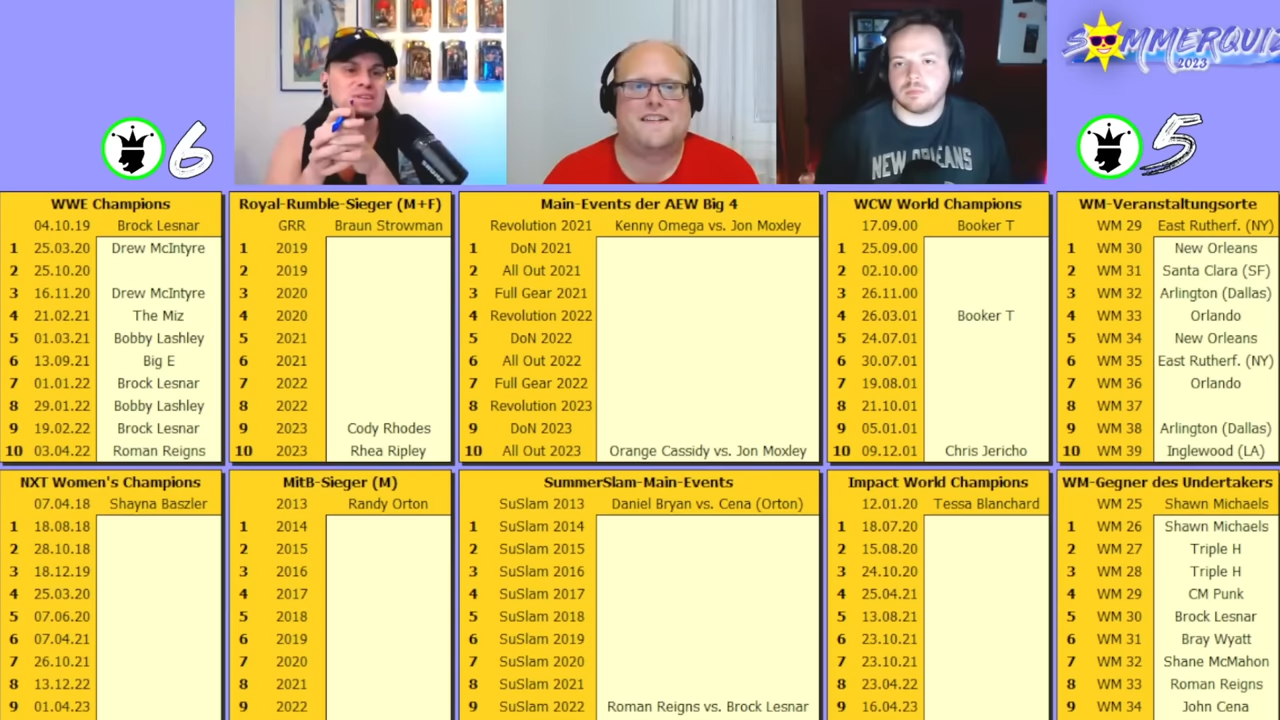 SOMMERQUIZ
2023
6
5
NEW ORLEANS
WWE Champions
04.10.19 Brock Lesnar
1 25.03.20 Drew McIntyre
2 25.10.20
3 16.11.20 Drew McIntyre
4 21.02.21 The Miz
5 01.03.21 Bobby Lashley
6 13.09.21 Big E
7 01.01.22 Brock Lesnar
8 29.01.22 Bobby Lashley
9 19.02.22 Brock Lesnar
10 03.04.22 Roman Reigns
Royal-Rumble-Sieger (M+F)
GRR Braun Strowman
1 2019
2 2019
3 2020
4 2020
5 2021
6 2021
7 2022
8 2022
9 2023 Cody Rhodes
10 2023 Rhea Ripley
Main-Events der AEW Big 4
Revolution 2021 Kenny Omega vs. Jon Moxley
1 DoN 2021
2 All Out 2021
3 Full Gear 2021
4 Revolution 2022
5 DoN 2022
6 All Out 2022
7 Full Gear 2022
8 Revolution 2023
9 DoN 2023
10 All Out 2023 Orange Cassidy vs. Jon Moxley
WCW World Champions
17.09.00 Booker T
1 25.09.00
2 02.10.00
3 26.11.00
4 26.03.01 Booker T
5 24.07.01
6 30.07.01
7 19.08.01
8 21.10.01
9 05.01.01
10 09.12.01 Chris Jericho
WM-Veranstaltungsorte
WM 29 East Rutherf. (NY)
1 WM 30 New Orleans
2 WM 31 Santa Clara (SF)
3 WM 32 Arlington (Dallas)
4 WM 33 Orlando
5 WM 34 New Orleans
6 WM 35 East Rutherf. (NY)
7 WM 36 Orlando
8 WM 37
9 WM 38 Arlington (Dallas)
10 WM 39 Inglewood (LA)
NXT Women's Champions
07.04.18 Shayna Baszler
1 18.08.18
2 28.10.18
3 18.12.19
4 25.03.20
5 07.06.20
6 07.04.21
7 26.10.21
8 13.12.22
9 01.04.23
MitB-Sieger (M)
2013 Randy Orton
1 2014
2 2015
3 2016
4 2017
5 2018
6 2019
7 2020
8 2021
9 2022
SummerSlam-Main-Events
SuSlam 2013 Daniel Bryan vs. Cena (Orton)
1 SuSlam 2014
2 SuSlam 2015
3 SuSlam 2016
4 SuSlam 2017
5 SuSlam 2018
6 SuSlam 2019
7 SuSlam 2020
8 SuSlam 2021
9 SuSlam 2022 Roman Reigns vs. Brock Lesnar
Impact World Champions
12.01.20 Tessa Blanchard
1 18.07.20
2 15.08.20
3 24.10.20
4 25.04.21
5 13.08.21
6 23.10.21
7 23.10.21
8 23.04.22
9 16.04.23
WM-Gegner des Undertakers
WM 25 Shawn Michaels
1 WM 26 Shawn Michaels
2 WM 27 Triple H
3 WM 28 Triple H
4 WM 29 CM Punk
5 WM 30 Brock Lesnar
6 WM 31 Bray Wyatt
7 WM 32 Shane McMahon
8 WM 33 Roman Reigns
9 WM 34 John Cena